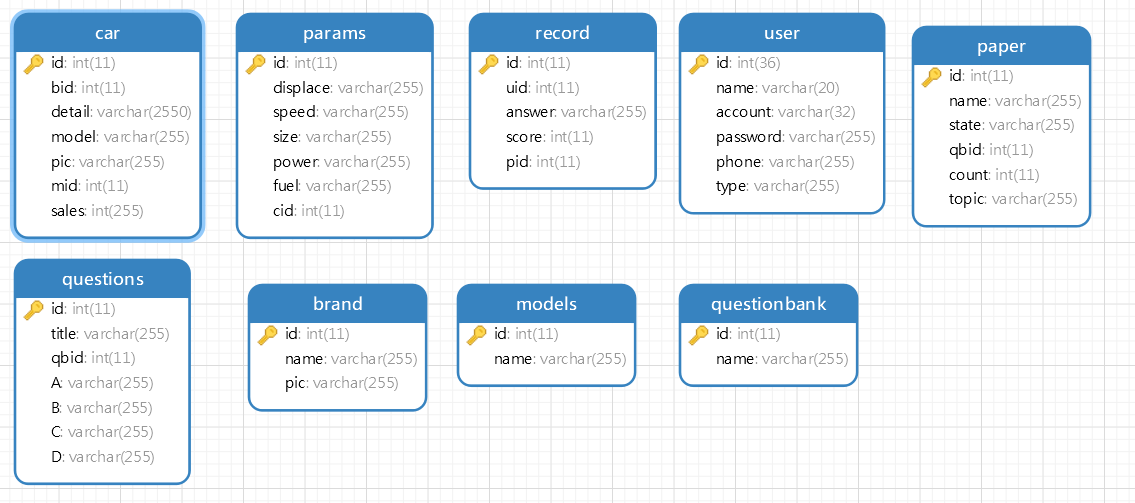 car
id: int(11)
bid: int(11)
detail: varchar(2550)
model: varchar(255)
pic: varchar(255)
mid: int(11)
sales: int(255)
params
id: int(11)
displace: varchar(255)
speed: varchar(255)
size: varchar(255)
power: varchar(255)
fuel: varchar(255)
cid: int(11)
record
id: int(11)
uid: int(11)
answer: varchar(255)
score: int(11)
pid: int(11)
user
id: int(36)
name: varchar(20)
account: varchar(32)
password: varchar(255)
phone: varchar(255)
type: varchar(255)
paper
id: int(11)
name: varchar(255)
state: varchar(255)
qbid: int(11)
count: int(11)
topic: varchar(255)
questions
id: int(11)
title: varchar(255)
qbid: int(11)
A: varchar(255)
B: varchar(255)
C: varchar(255)
D: varchar(255)
brand
id: int(11)
name: varchar(255)
pic: varchar(255)
models
id: int(11)
name: varchar(255)
questionbank
id: int(11)
name: varchar(255)